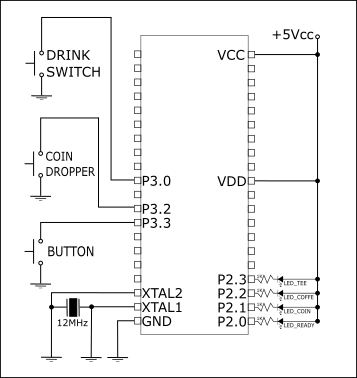 +5Vcc
DRINK
SWITCH
VCC
COIN
DROPPER
P3.0
VDD
P3.2
P3.3
BUTTON
P2.3
LED_TEE
XTAL2
P2.2
LED_COFFE
12MHz
XTAL1
P2.1
LED_COIN
GND
P2.0
LED_READY